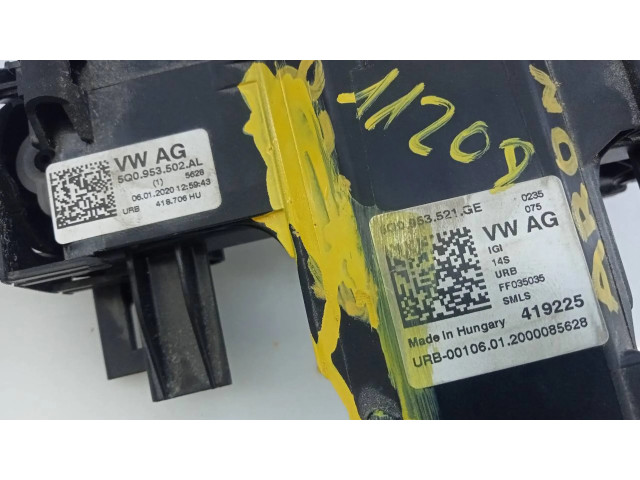 VW AG
5Q0.953.502.AL
(1) 5628
06.01.2020 12:59:43
URB 418.706 HU
-1120D
ARON
5Q0.953.521.GE 0235
075
VW AG
IGI
14S
URB
FF035035
SMLS
Made in Hungary 419225
URB-00106.01.2000085628